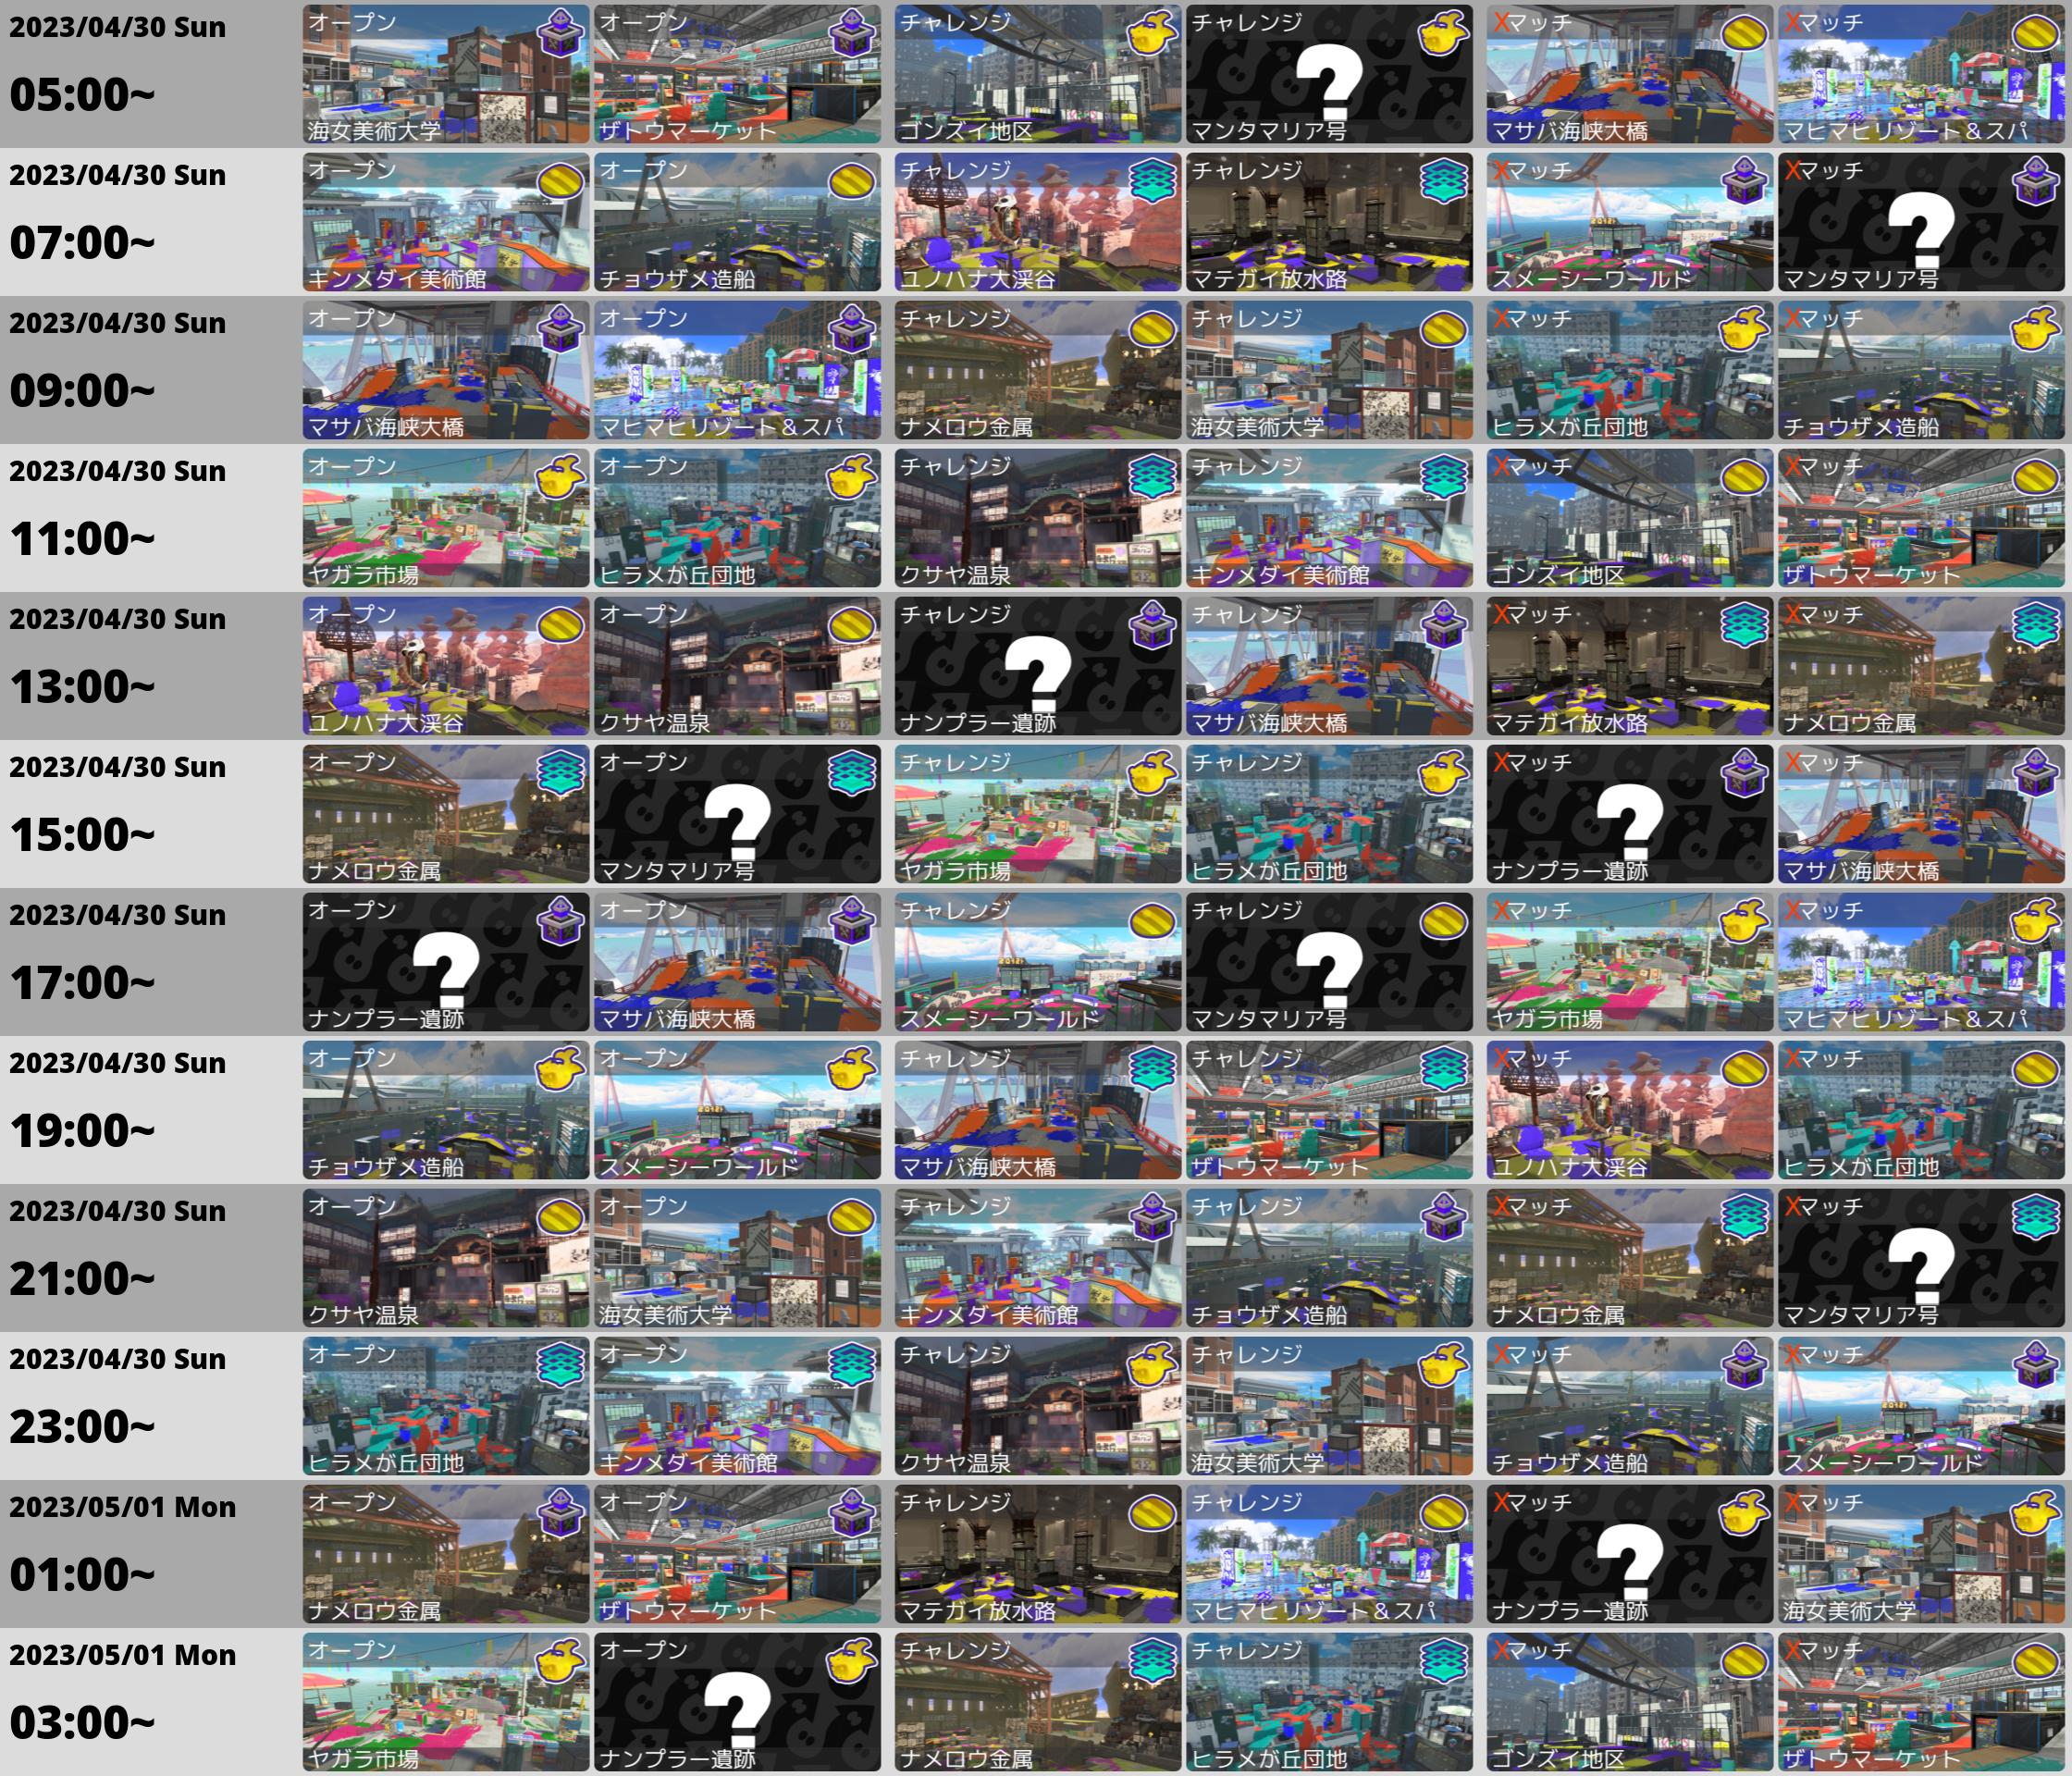 2023/04/30 Sun
05:00~
オープン
海女美術大学
オープン
ザトウマーケット
チャレンジ
ゴンズイ地区
チャレンジ
マンタマリア号
Xマッチ
マサバ海峡大橋
Xマッチ
マヒマヒリゾート＆スパ
2023/04/30 Sun
07:00~
オープン
キンメダイ美術館
オープン
チョウザメ造船
チャレンジ
ユノハナ大渓谷
チャレンジ
マテガイ放水路
Xマッチ
スメーシーワールド
Xマッチ
マンタマリア号
2023/04/30 Sun
09:00~
オープン
マサバ海峡大橋
オープン
マヒマヒリゾート＆スパ
チャレンジ
ナメロウ金属
チャレンジ
海女美術大学
Xマッチ
ヒラメが丘団地
Xマッチ
チョウザメ造船
2023/04/30 Sun
11:00~
オープン
ヤガラ市場
オープン
ヒラメが丘団地
チャレンジ
クサヤ温泉
チャレンジ
キンメダイ美術館
Xマッチ
ゴンズイ地区
Xマッチ
ザトウマーケット
2023/04/30 Sun
13:00~
オープン
ユノハナ大渓谷
オープン
クサヤ温泉
チャレンジ
ナンプラー遺跡
チャレンジ
マサバ海峡大橋
Xマッチ
マテガイ放水路
Xマッチ
ナメロウ金属
2023/04/30 Sun
15:00~
オープン
ナメロウ金属
オープン
マンタマリア号
チャレンジ
ヤガラ市場
チャレンジ
ヒラメが丘団地
Xマッチ
ナンプラー遺跡
Xマッチ
マサバ海峡大橋
2023/04/30 Sun
17:00~
オープン
ナンプラー遺跡
オープン
マサバ海峡大橋
チャレンジ
スメーシーワールド
チャレンジ
マンタマリア号
Xマッチ
ヤガラ市場
Xマッチ
マヒマヒリゾート＆スパ
2023/04/30 Sun
19:00~
オープン
チョウザメ造船
オープン
スメーシーワールド
チャレンジ
マサバ海峡大橋
チャレンジ
ザトウマーケット
Xマッチ
ユノハナ大渓谷
Xマッチ
ヒラメが丘団地
2023/04/30 Sun
21:00~
オープン
クサヤ温泉
オープン
海女美術大学
チャレンジ
キンメダイ美術館
チャレンジ
チョウザメ造船
Xマッチ
ナメロウ金属
Xマッチ
マンタマリア号
2023/04/30 Sun
23:00~
オープン
ヒラメが丘団地
オープン
キンメダイ美術館
チャレンジ
クサヤ温泉
チャレンジ
海女美術大学
Xマッチ
チョウザメ造船
Xマッチ
スメーシーワールド
2023/05/01 Mon
01:00~
オープン
ナメロウ金属
オープン
ザトウマーケット
チャレンジ
マテガイ放水路
チャレンジ
マヒマヒリゾート＆スパ
Xマッチ
ナンプラー遺跡
Xマッチ
海女美術大学
2023/05/01 Mon
03:00~
オープン
ヤガラ市場
オープン
ナンプラー遺跡
チャレンジ
ナメロウ金属
チャレンジ
ヒラメが丘団地
Xマッチ
ゴンズイ地区
Xマッチ
ザトウマーケット